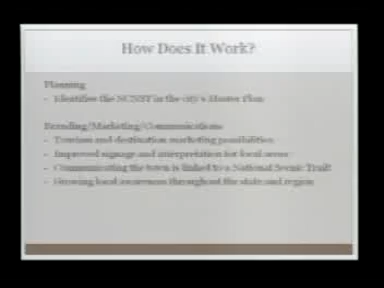 How Does It Work?
Planning
- Identifies the NCNST in the city's Master Plan
Branding/Marketing/Communications
- Tourism and destination marketing possibilities
- Improved signage and interpretation for local areas
- Communicating the town is linked to a National Scenic Trail!
- Growing local awareness throughout the state and region